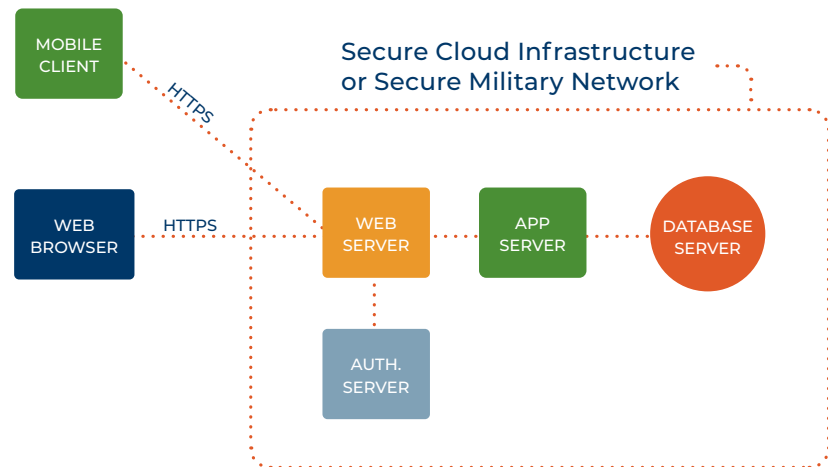 MOBILE
CLIENT
Secure Cloud Infrastructure
or Secure Military Network
HTTPS
WEB
BROWSER
HTTPS
WEB
SERVER
APP
SERVER
DATABASE
SERVER
AUTH.
SERVER